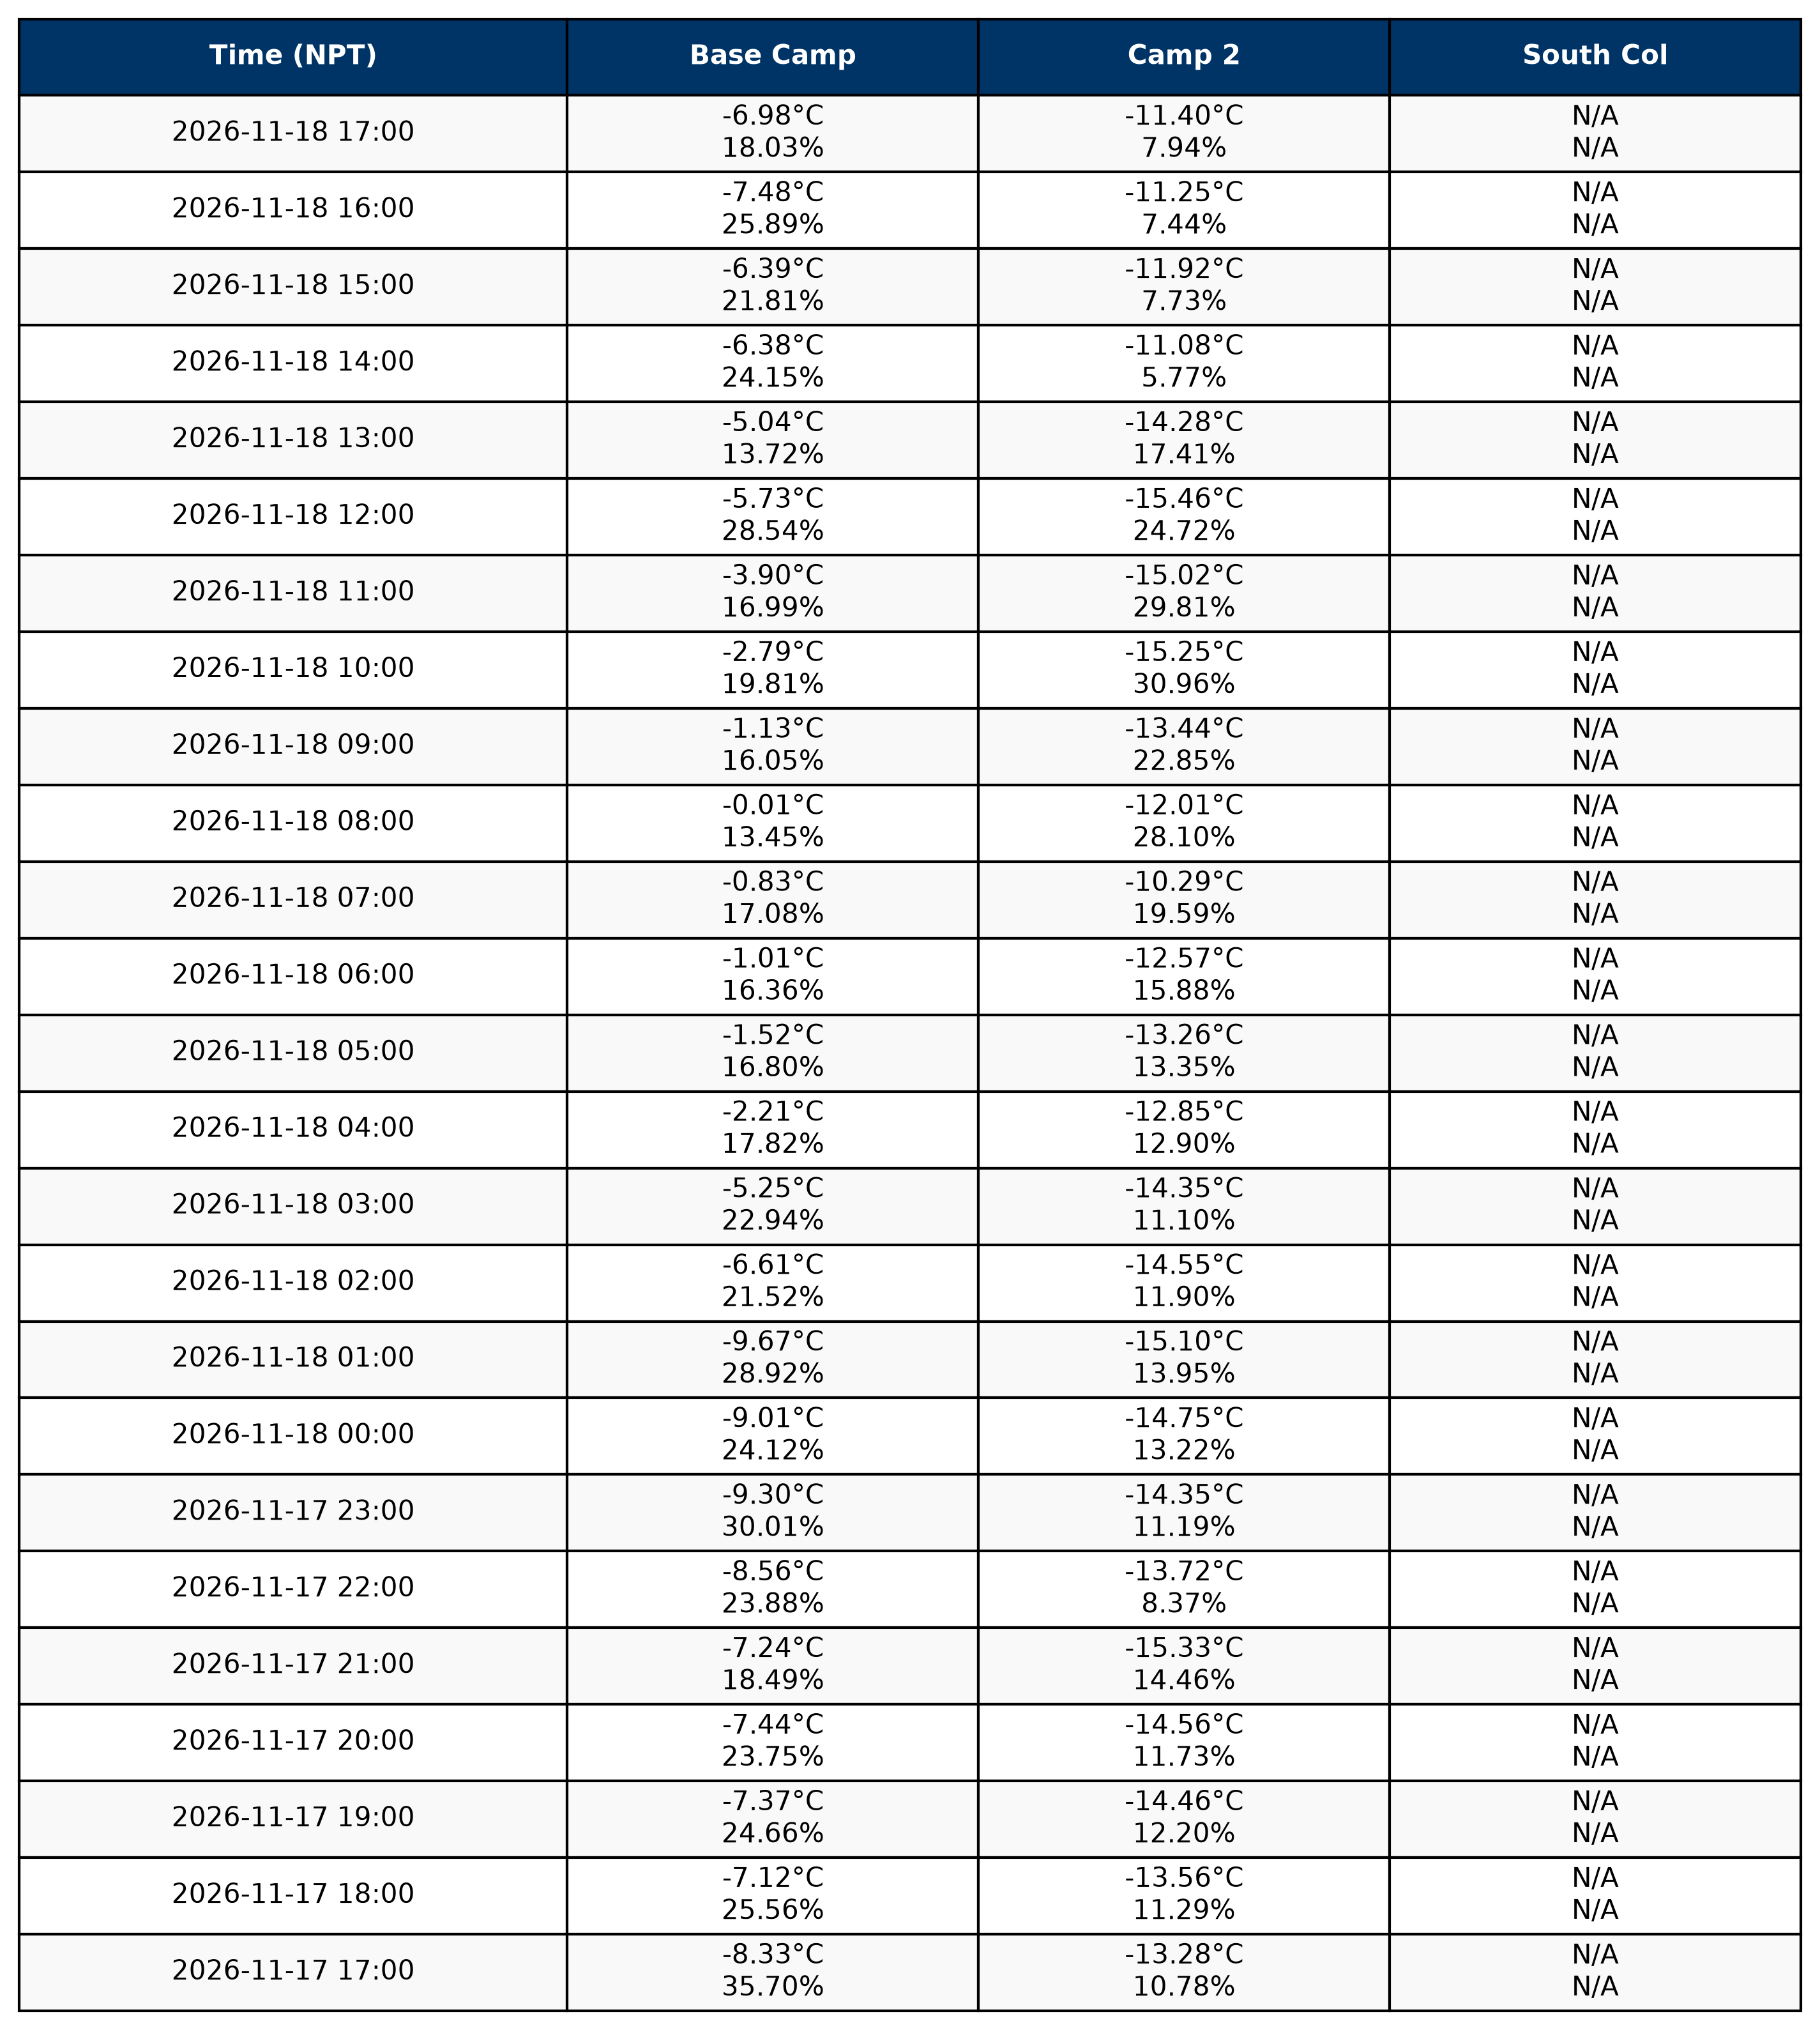 Time (NPT) Base Camp Camp 2 South Col
2026-11-18 17:00 -6.98°C -11.40°C N/A
18.03% 7.94% N/A
2026-11-18 16:00 -7.48°C -11.25°C N/A
25.89% 7.44% N/A
2026-11-18 15:00 -6.39°C -11.92°C N/A
21.81% 7.73% N/A
2026-11-18 14:00 -6.38°C -11.08°C N/A
24.15% 5.77% N/A
2026-11-18 13:00 -5.04°C -14.28°C N/A
13.72% 17.41% N/A
2026-11-18 12:00 -5.73°C -15.46°C N/A
28.54% 24.72% N/A
2026-11-18 11:00 -3.90°C -15.02°C N/A
16.99% 29.81% N/A
2026-11-18 10:00 -2.79°C -15.25°C N/A
19.81% 30.96% N/A
2026-11-18 09:00 -1.13°C -13.44°C N/A
16.05% 22.85% N/A
2026-11-18 08:00 -0.01°C -12.01°C N/A
13.45% 28.10% N/A
2026-11-18 07:00 -0.83°C -10.29°C N/A
17.08% 19.59% N/A
2026-11-18 06:00 -1.01°C -12.57°C N/A
16.36% 15.88% N/A
2026-11-18 05:00 -1.52°C -13.26°C N/A
16.80% 13.35% N/A
2026-11-18 04:00 -2.21°C -12.85°C N/A
17.82% 12.90% N/A
2026-11-18 03:00 -5.25°C -14.35°C N/A
22.94% 11.10% N/A
2026-11-18 02:00 -6.61°C -14.55°C N/A
21.52% 11.90% N/A
2026-11-18 01:00 -9.67°C -15.10°C N/A
28.92% 13.95% N/A
2026-11-18 00:00 -9.01°C -14.75°C N/A
24.12% 13.22% N/A
2026-11-17 23:00 -9.30°C -14.35°C N/A
30.01% 11.19% N/A
2026-11-17 22:00 -8.56°C -13.72°C N/A
23.88% 8.37% N/A
2026-11-17 21:00 -7.24°C -15.33°C N/A
18.49% 14.46% N/A
2026-11-17 20:00 -7.44°C -14.56°C N/A
23.75% 11.73% N/A
2026-11-17 19:00 -7.37°C -14.46°C N/A
24.66% 12.20% N/A
2026-11-17 18:00 -7.12°C -13.56°C N/A
25.56% 11.29% N/A
2026-11-17 17:00 -8.33°C -13.28°C N/A
35.70% 10.78% N/A